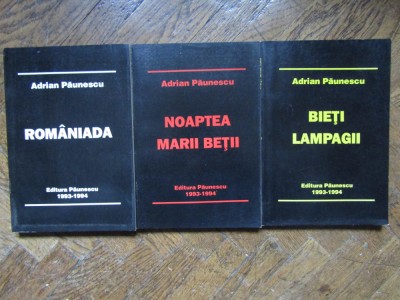 Adrian Păunescu
ROMÂNIADA
Editura Păunescu
1993-1994
Adrian Păunescu
NOAPTEA
MARII BEȚII
Editura Păunescu
1993-1994
Adrian Păunescu
BIEȚI
LAMPAGII
Editura Păunescu
1993-1994